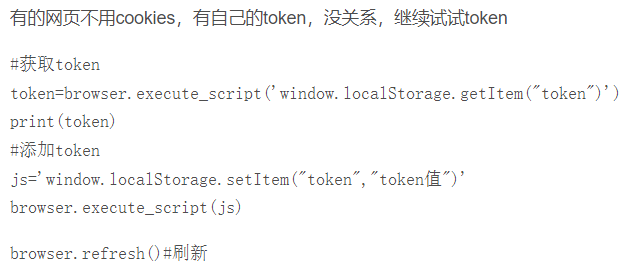 有的网页不用cookies，有自己的token，没关系，继续试试token
#获取token
token=browser.execute_script('window.localStorage.getItem("token")')
print(token)
#添加token
js='window.localStorage.setItem("token","token值")'
browser.execute_script(js)
browser.refresh()#刷新